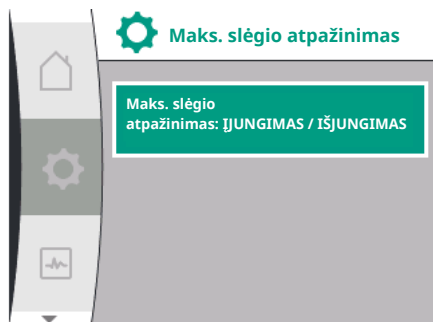 Maks. slėgio atpažinimas
Maks. slėgio
atpažinimas: ĮJUNGIMAS / IŠJUNGIMAS